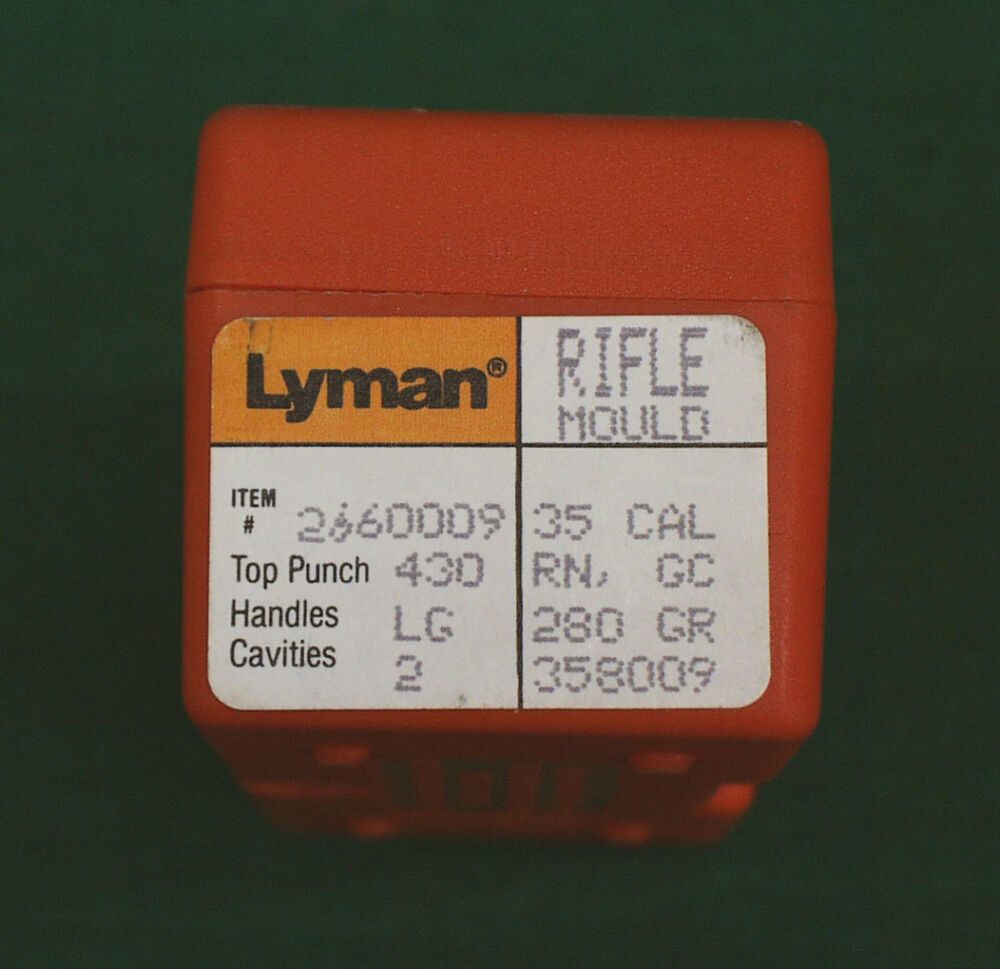 Lyman®
RIFLE
MOULD
ITEM
# 2660009
Top Punch 430
Handles LG
Cavities 2
35 CAL
RN, GC
280 GR
358009